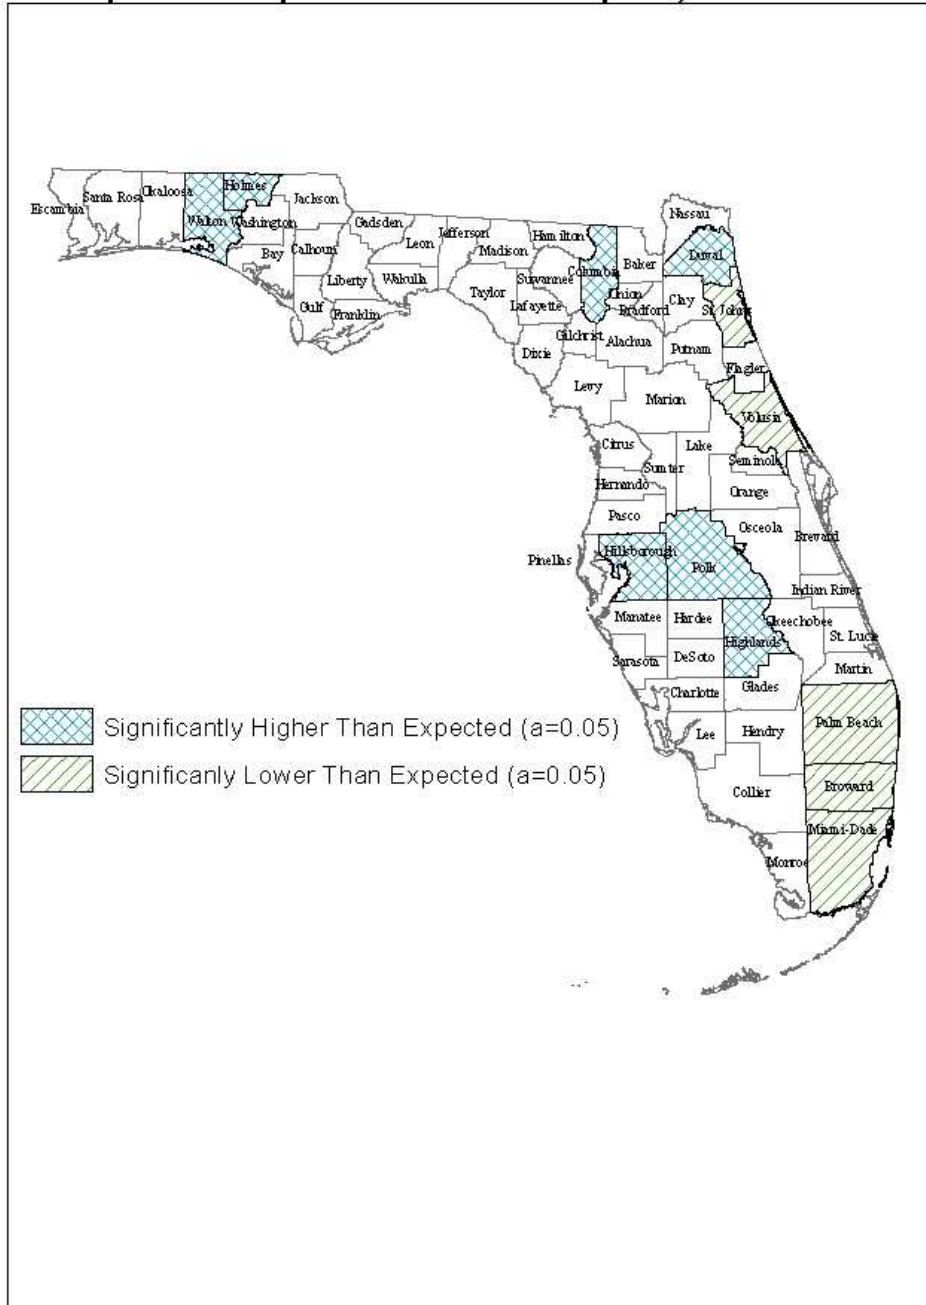 Escambia
Santa Rosa
Okaloosa
Walton
Holmes
Washington
Jackson
Bay
Calhoun
Gulf
Liberty
Franklin
Gadsden
Leon
Wakulla
Jefferson
Madison
Taylor
Hamilton
Suwannee
Lafayette
Columbia
Baker
Union
Bradford
Nassau
Duval
Clay
St. Johns
Gilchrist
Alachua
Putnam
Dixie
Flagler
Levy
Marion
Volusia
Citrus
Lake
Sumter
Seminole
Hernando
Orange
Pasco
Osceola
Brevard
Pinellas
Hillsborough
Polk
Indian River
Manatee
Hardee
Okeechobee
St. Lucie
Highlands
Sarasota
DeSoto
Martin
Charlotte
Glades
Lee
Hendry
Palm Beach
Collier
Broward
Miami-Dade
Monroe
Significantly Higher Than Expected (a=0.05)
Significanly Lower Than Expected (a=0.05)